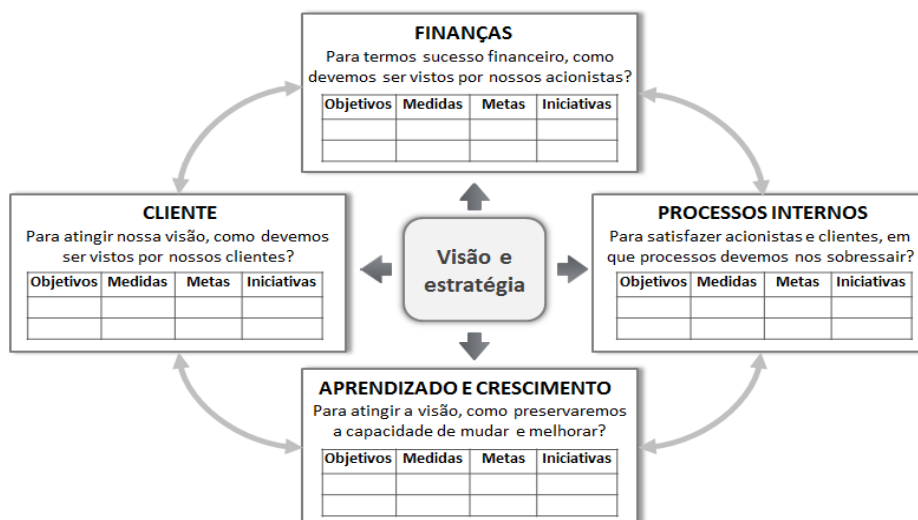 FINANÇAS
Para termos sucesso financeiro, como
devemos ser vistos por nossos acionistas?
Objetivos Medidas Metas Iniciativas
CLIENTE
Para atingir nossa visão, como devemos
ser vistos por nossos clientes?
Objetivos Medidas Metas Iniciativas
Visão e
estratégia
PROCESSOS INTERNOS
Para satisfazer acionistas e clientes, em
que processos devemos nos sobressair?
Objetivos Medidas Metas Iniciativas
APRENDIZADO E CRESCIMENTO
Para atingir a visão, como preservaremos
a capacidade de mudar e melhorar?
Objetivos Medidas Metas Iniciativas